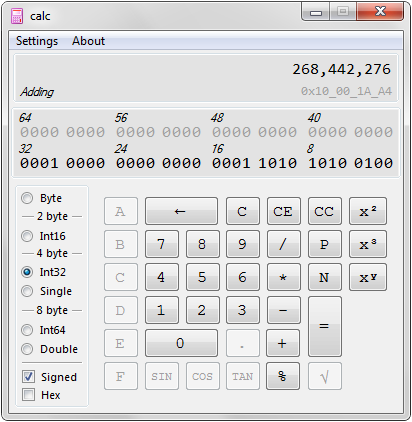 calc
Settings About
268,442,276
Adding 0x10_00_1A_A4
64 56 48 40
0000 0000 0000 0000 0000 0000 0000 0000
32 24 16 8
0001 0000 0000 0000 0001 1010 1010 0100
Byte
2 byte
Int16
4 byte
Int32
Single
8 byte
Int64
Double
Signed
Hex
A ← C CE CC x²
B 7 8 9 / P x³
C 4 5 6 * N xʸ
D 1 2 3 - =
E 0 . +
F SIN COS TAN % √